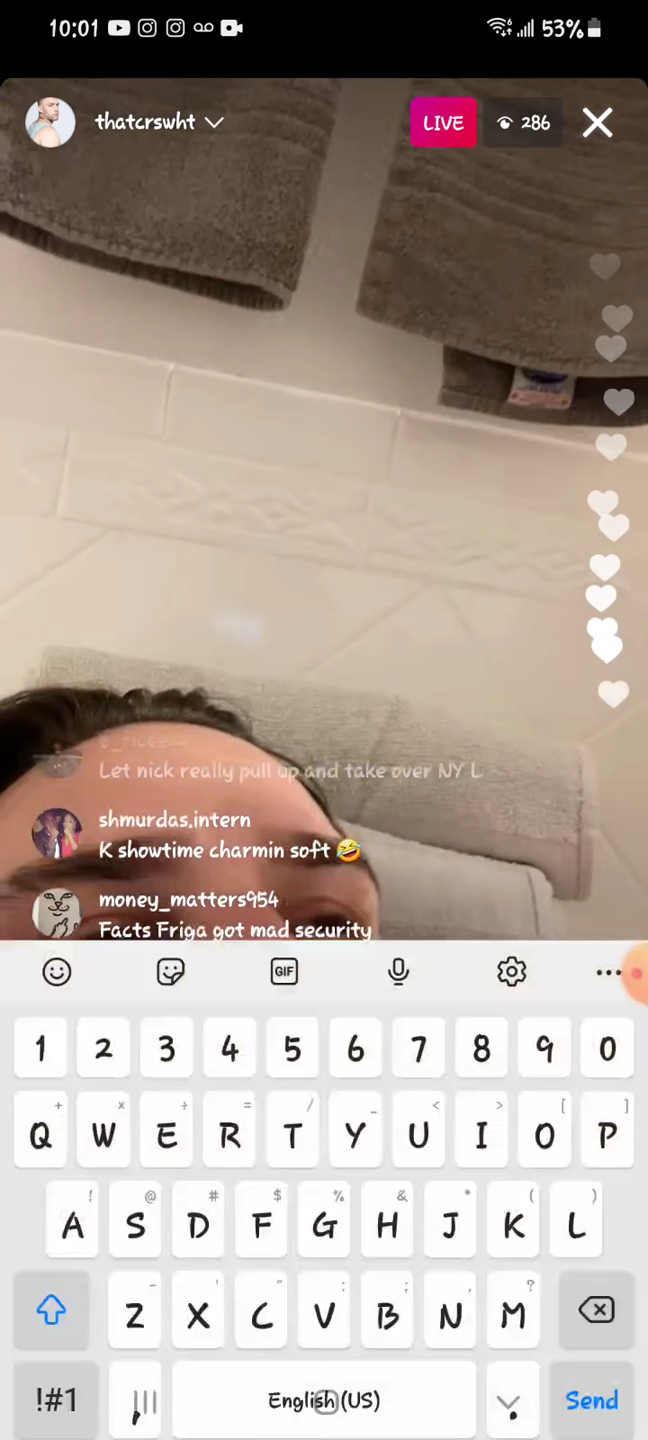 10:01 53%
thatcrswht LIVE 286
Let nick really pull up and take over NY L
shmurdas.intern
K showtime charmin soft 🤣
money_matters954
Facts Friga got mad security
GIF
1 2 3 4 5 6 7 8 9 0
+ × ÷ = / _ < > [ ]
Q W E R T Y U I O P
! @ # $ % & * ( )
A S D F G H J K L
- ' " : ; , ?
Z X C V B N M
!#1 , English (US) . Send